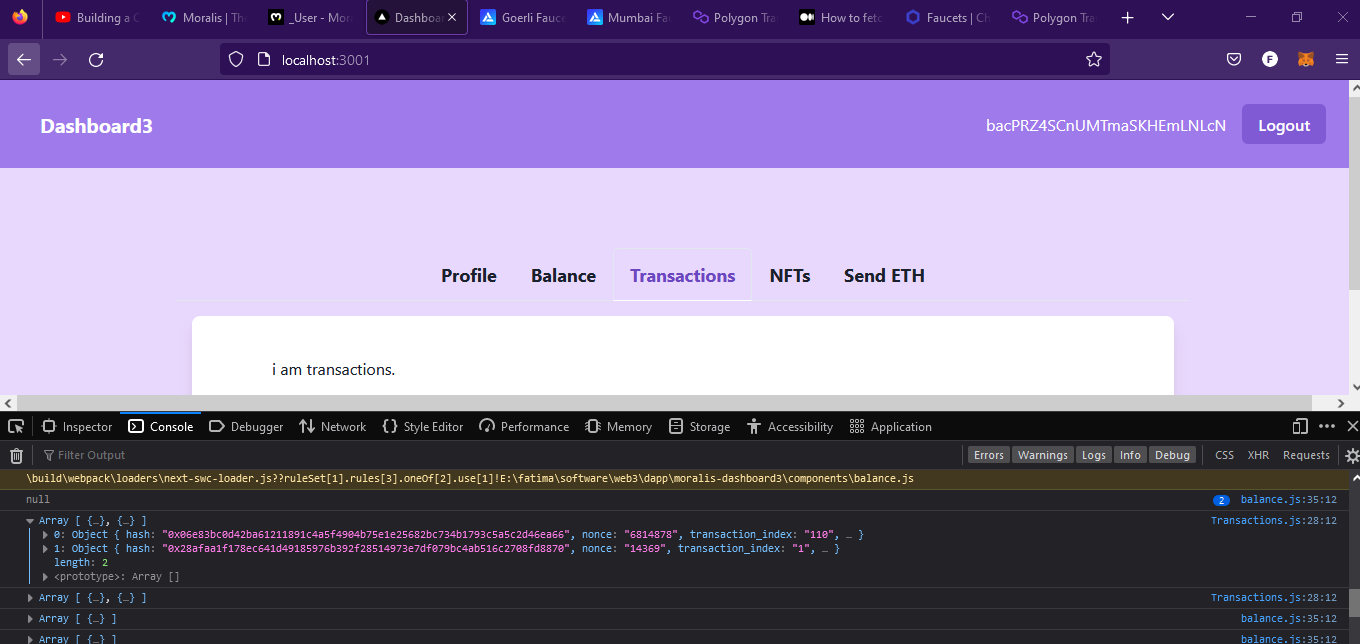 Building a C
Moralis | The
_User - Mora
Dashboar
Goerli Fauce
Mumbai Fau
Polygon Tra
How to fetc
Faucets | Ch
Polygon Tra
localhost:3001
F
Dashboard3
bacPRZ4SCnUMTmaSKHEmLNLcN
Logout
Profile
Balance
Transactions
NFTs
Send ETH
i am transactions.
Inspector
Console
Debugger
Network
Style Editor
Performance
Memory
Storage
Accessibility
Application
Filter Output
Errors
Warnings
Logs
Info
Debug
CSS
XHR
Requests
\build\webpack\loaders\next-swc-loader.js??ruleSet[1].rules[3].oneOf[2].use[1]!E:\fatima\software\web3\dapp\moralis-dashboard3\components\balance.js
null
2
balance.js:35:12
Array [ {…}, {…} ]
Transactions.js:28:12
0: Object { hash: "0x06e83bc0d42ba61211891c4a5f4904b75e1e25682bc734b1793c5a5c2d46ea66", nonce: "6814878", transaction_index: "110", … }
1: Object { hash: "0x28afaa1f178ec641d49185976b392f28514973e7df079bc4ab516c2708fd8870", nonce: "14369", transaction_index: "1", … }
length: 2
<prototype>: Array []
Array [ {…}, {…} ]
Transactions.js:28:12
Array [ {…} ]
balance.js:35:12
Array [ {…} ]
balance.js:35:12